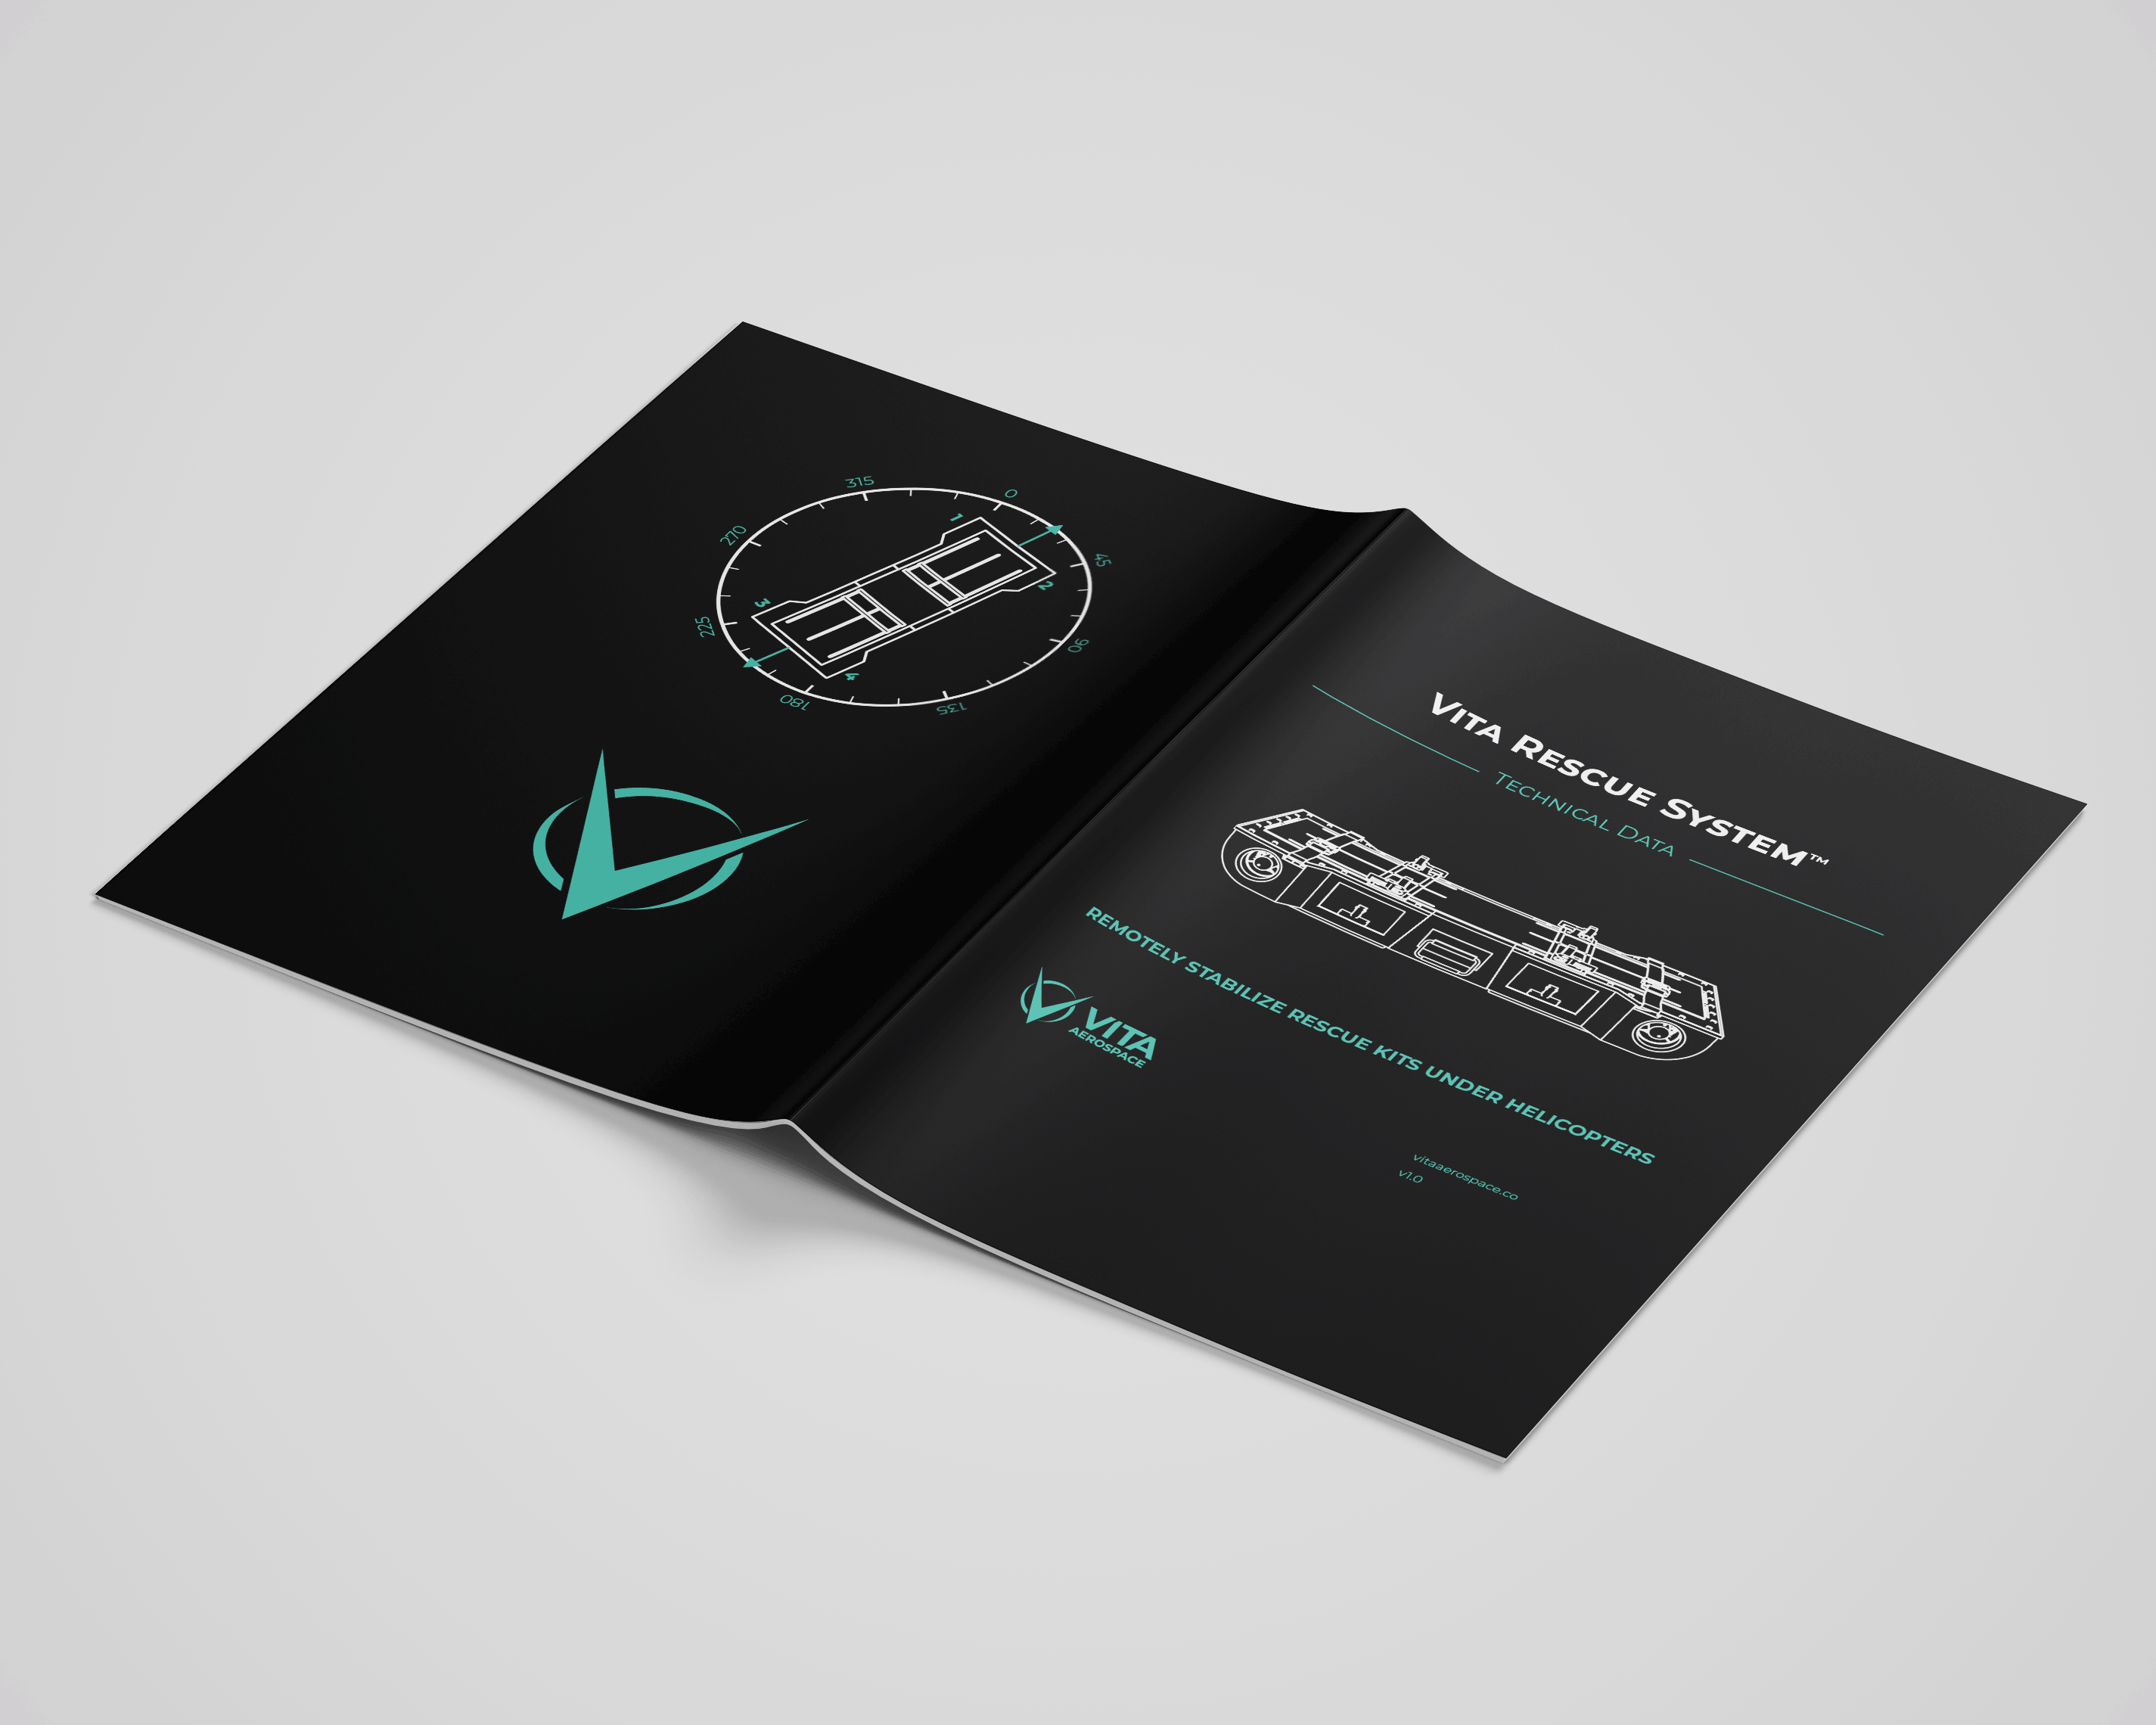 315
0
270
45
1
2
3
225
90
4
180
135
VITA RESCUE SYSTEM™
TECHNICAL DATA
REMOTELY STABILIZE RESCUE KITS UNDER HELICOPTERS
VITA
AEROSPACE
vitaaerospace.co
v1.0